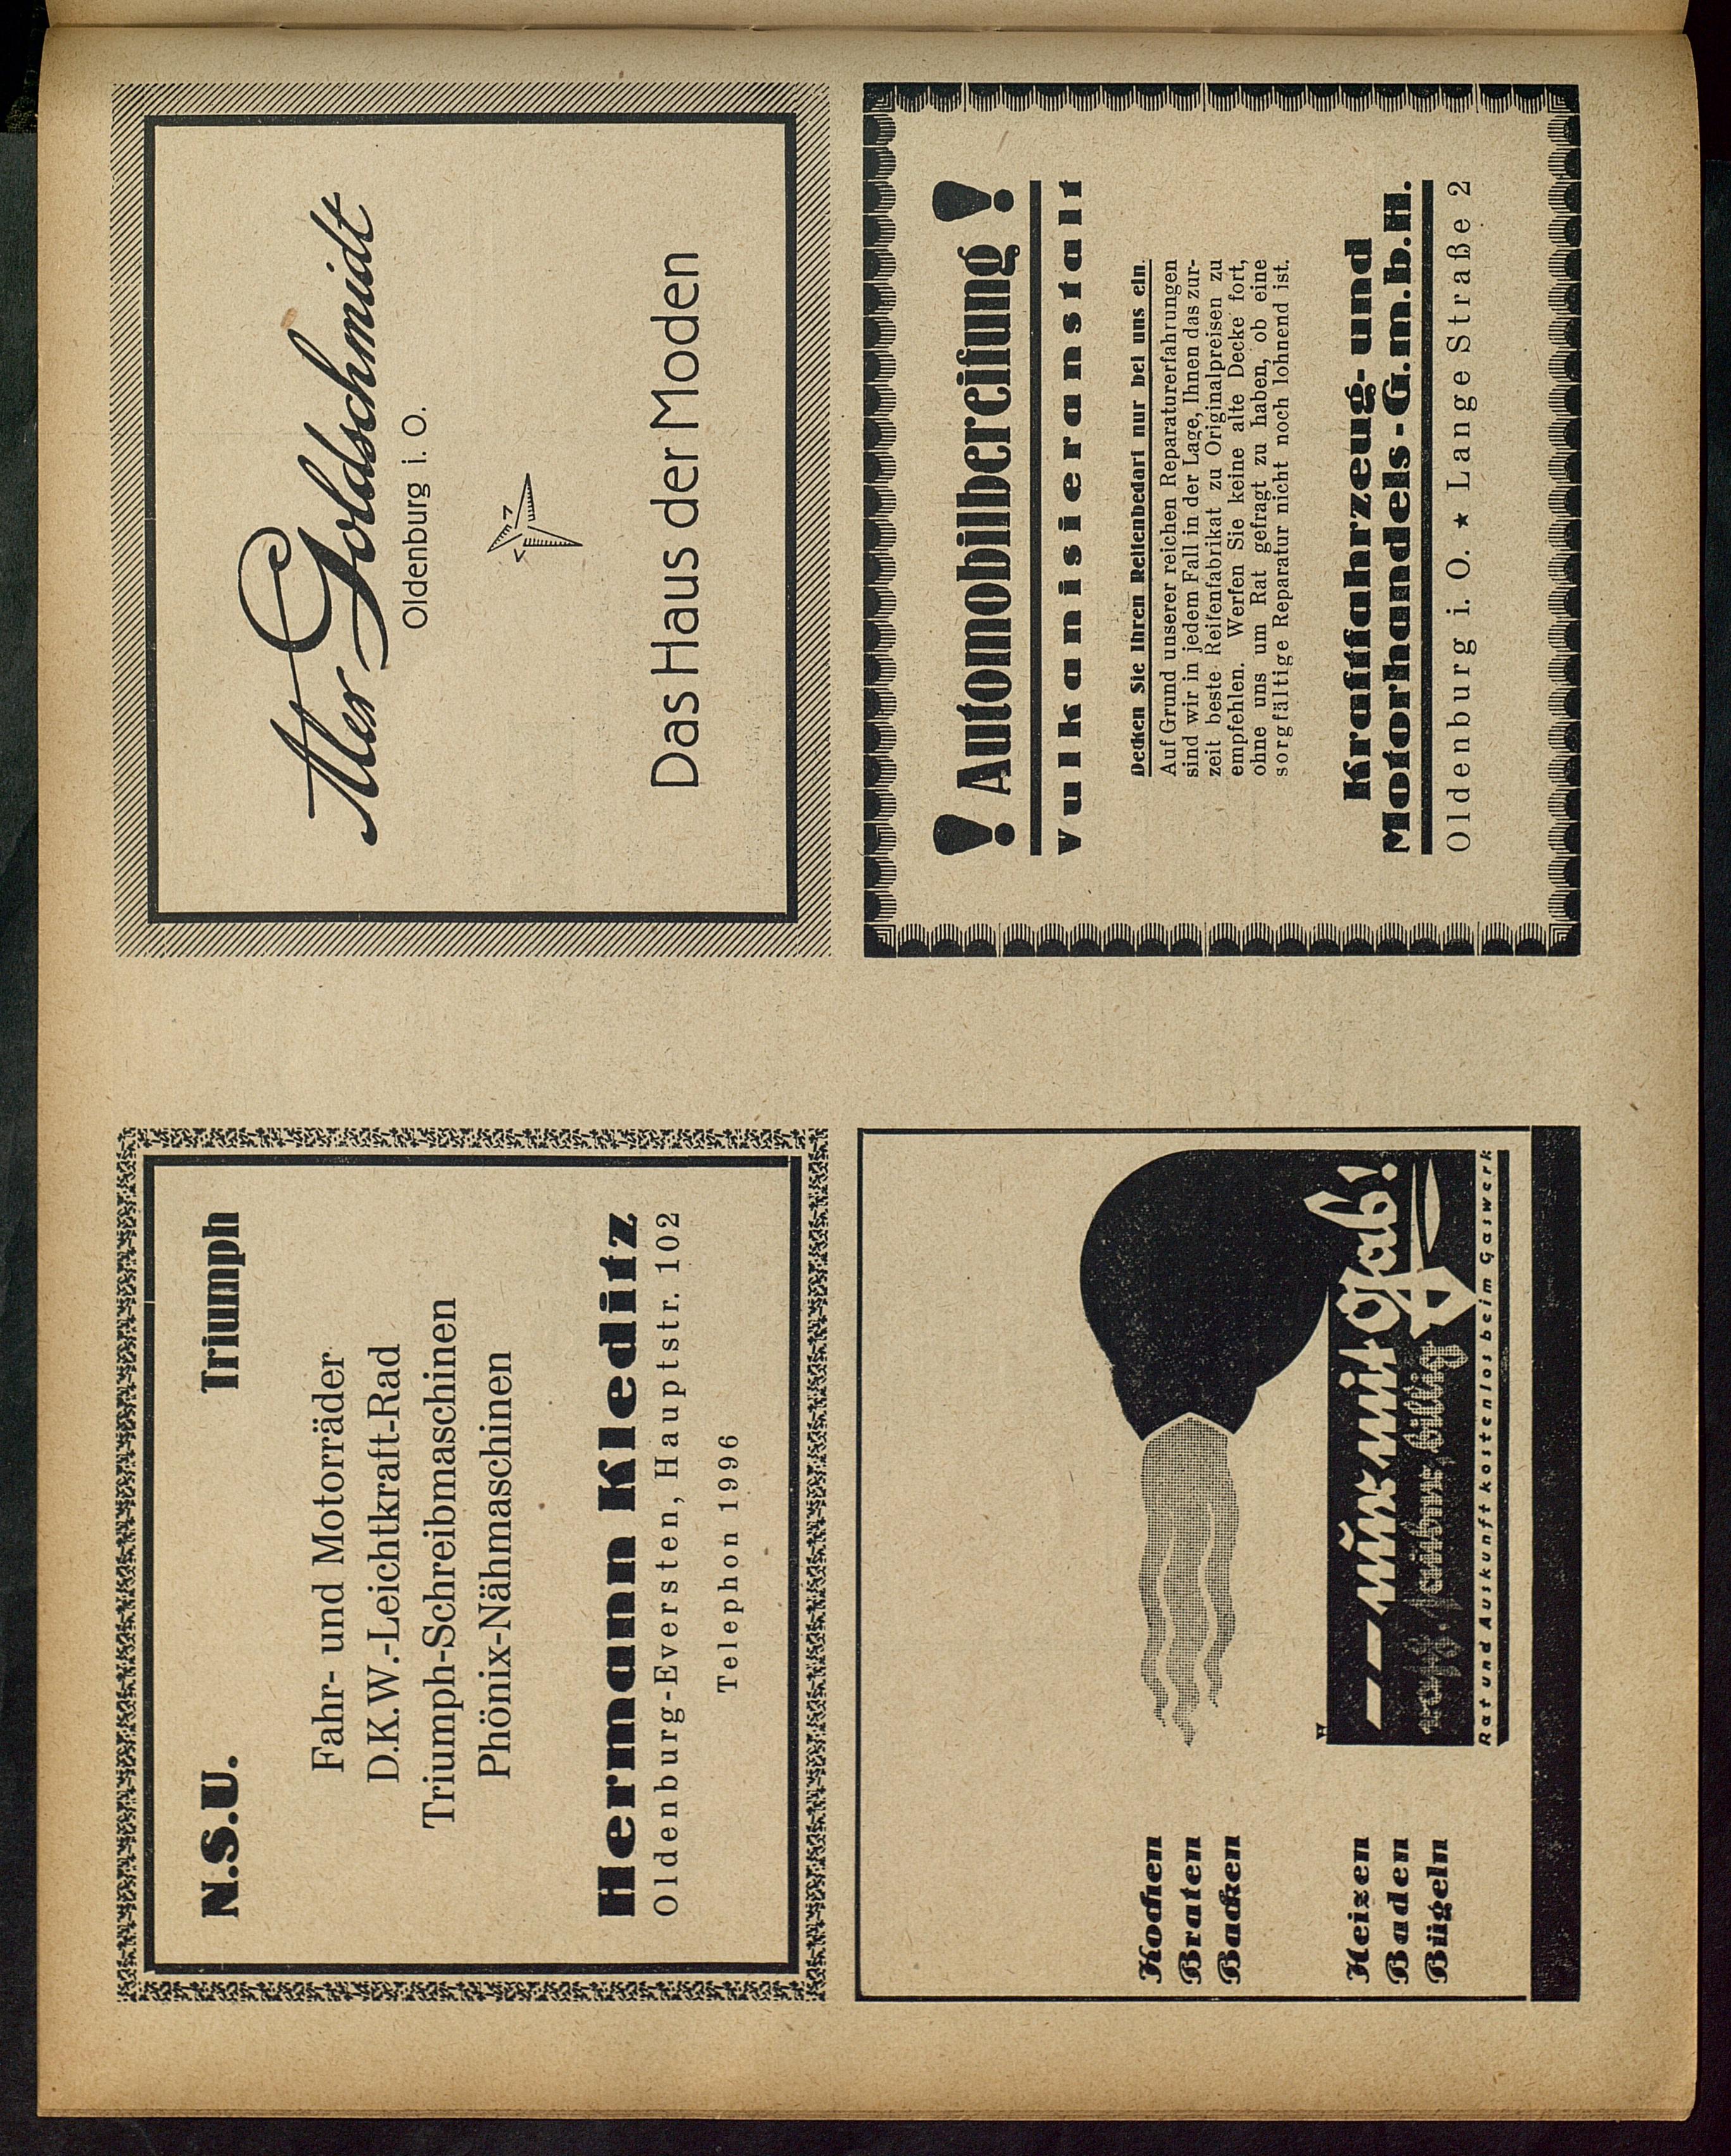 N.S.U. Triumph
Fahr- und Motorräder
D.K.W.-Leichtkraft-Rad
Triumph-Schreibmaschinen
Phönix-Nähmaschinen
Hermann Kleditz
Oldenburg-Eversten, Hauptstr. 102
Telephon 1996
Alex Goldschmidt
Oldenburg i. O.
Das Haus der Moden
Kochen
Braten
Backen
Heizen
Baden
Bügeln
— — nur mit Gas!
rasch, sauber, billig
Rat und Auskunft kostenlos beim Gaswerk
! Automobilbereifung !
Vulkanisieranstalt
Decken Sie Ihren Reifenbedarf nur bei uns ein.
Auf Grund unserer reichen Reparaturerfahrungen
sind wir in jedem Fall in der Lage, Ihnen das zur-
zeit beste Reifenfabrikat zu Originalpreisen zu
empfehlen. Werfen Sie keine alte Decke fort,
ohne uns um Rat gefragt zu haben, ob eine
sorgfältige Reparatur nicht noch lohnend ist.
Kraftfahrzeug- und
Motorhandels-G.m.b.H.
Oldenburg i. O. ★ Lange Straße 2